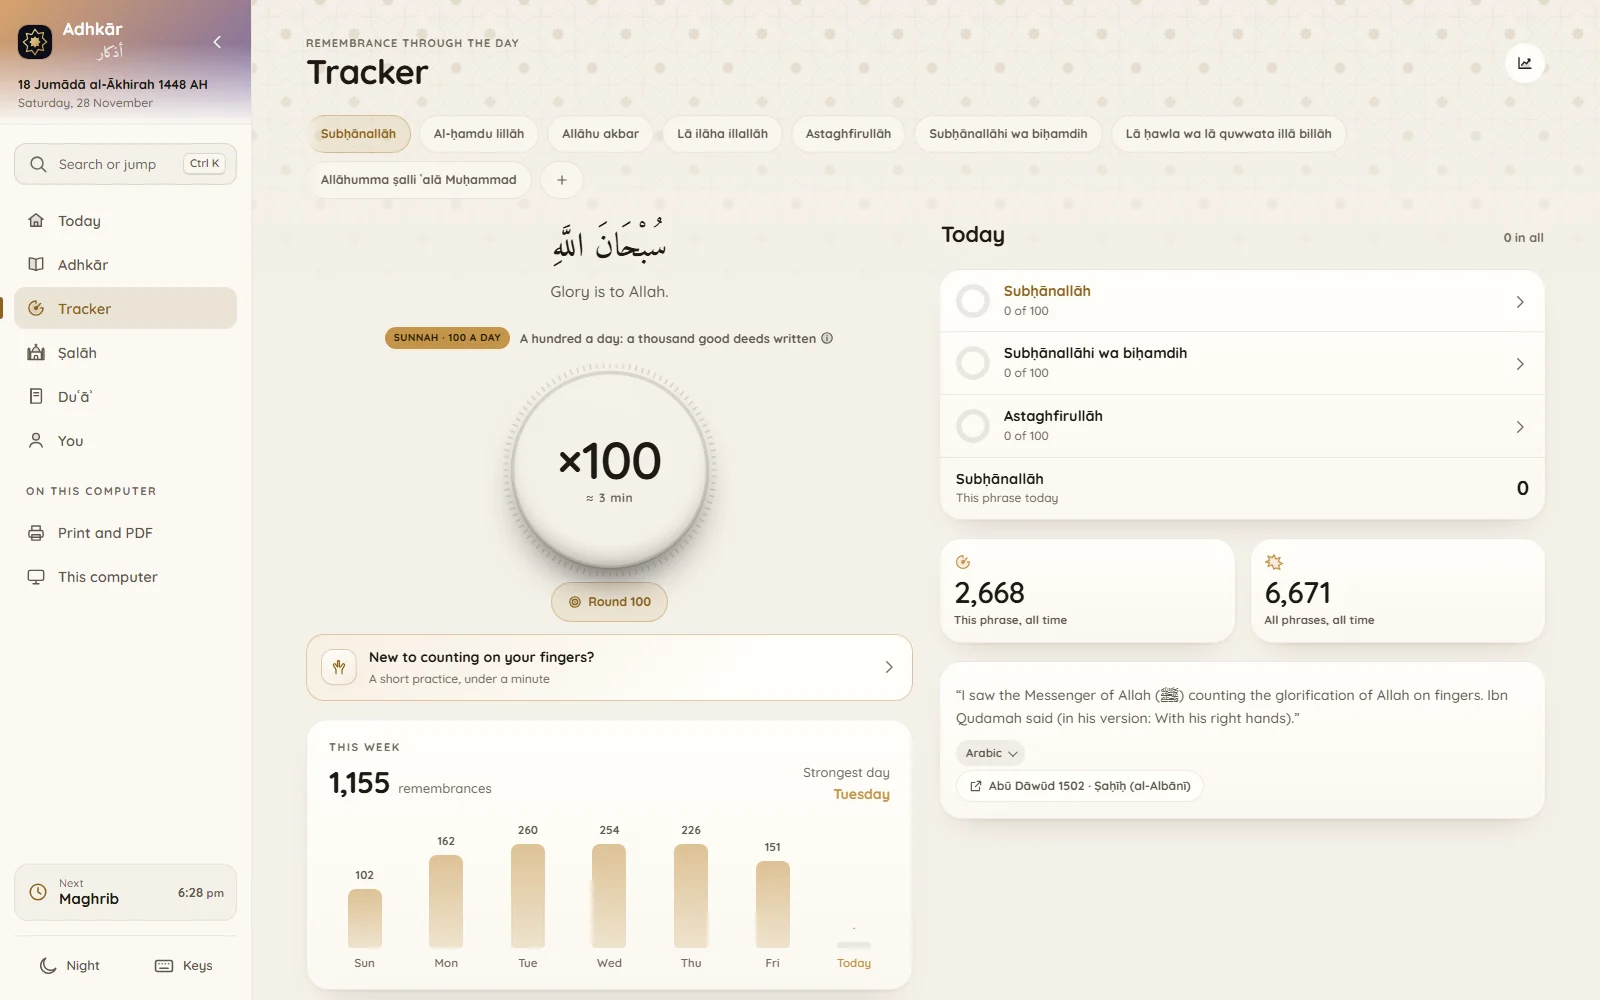 Adhkār
أذكار
18 Jumādā al-Ākhirah 1448 AH
Saturday, 28 November
Search or jump
Ctrl K
Today
Adhkār
Tracker
Ṣalāh
Duʿāʾ
You
ON THIS COMPUTER
Print and PDF
This computer
Next
Maghrib
6:28 pm
Night
Keys
REMEMBRANCE THROUGH THE DAY
Tracker
Subḥānallāh
Al-ḥamdu lillāh
Allāhu akbar
Lā ilāha illallāh
Astaghfirullāh
Subḥānallāhi wa biḥamdih
Lā ḥawla wa lā quwwata illā billāh
Allāhumma ṣalli ʿalā Muḥammad
+
سُبْحَانَ اللَّهِ
Glory is to Allah.
SUNNAH · 100 A DAY
A hundred a day: a thousand good deeds written
×100
≈ 3 min
Round 100
New to counting on your fingers?
A short practice, under a minute
THIS WEEK
1,155 remembrances
Strongest day
Tuesday
102
162
260
254
226
151
·
Sun
Mon
Tue
Wed
Thu
Fri
Today
Today
0 in all
Subḥānallāh
0 of 100
Subḥānallāhi wa biḥamdih
0 of 100
Astaghfirullāh
0 of 100
Subḥānallāh
This phrase today
0
2,668
This phrase, all time
6,671
All phrases, all time
“I saw the Messenger of Allah (ﷺ) counting the glorification of Allah on fingers. Ibn
Qudamah said (in his version: With his right hands).”
Arabic
Abū Dāwūd 1502 · Ṣaḥīḥ (al-Albānī)